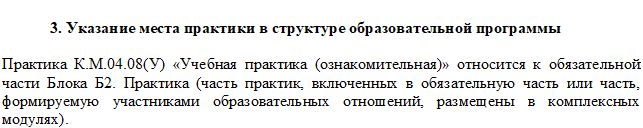 3. Указание места практики в структуре образовательной программы
Практика К.М.04.08(У) «Учебная практика (ознакомительная)» относится к обязательной
части Блока Б2. Практика (часть практик, включенных в обязательную часть или часть,
формируемую участниками образовательных отношений, размещены в комплексных
модулях).